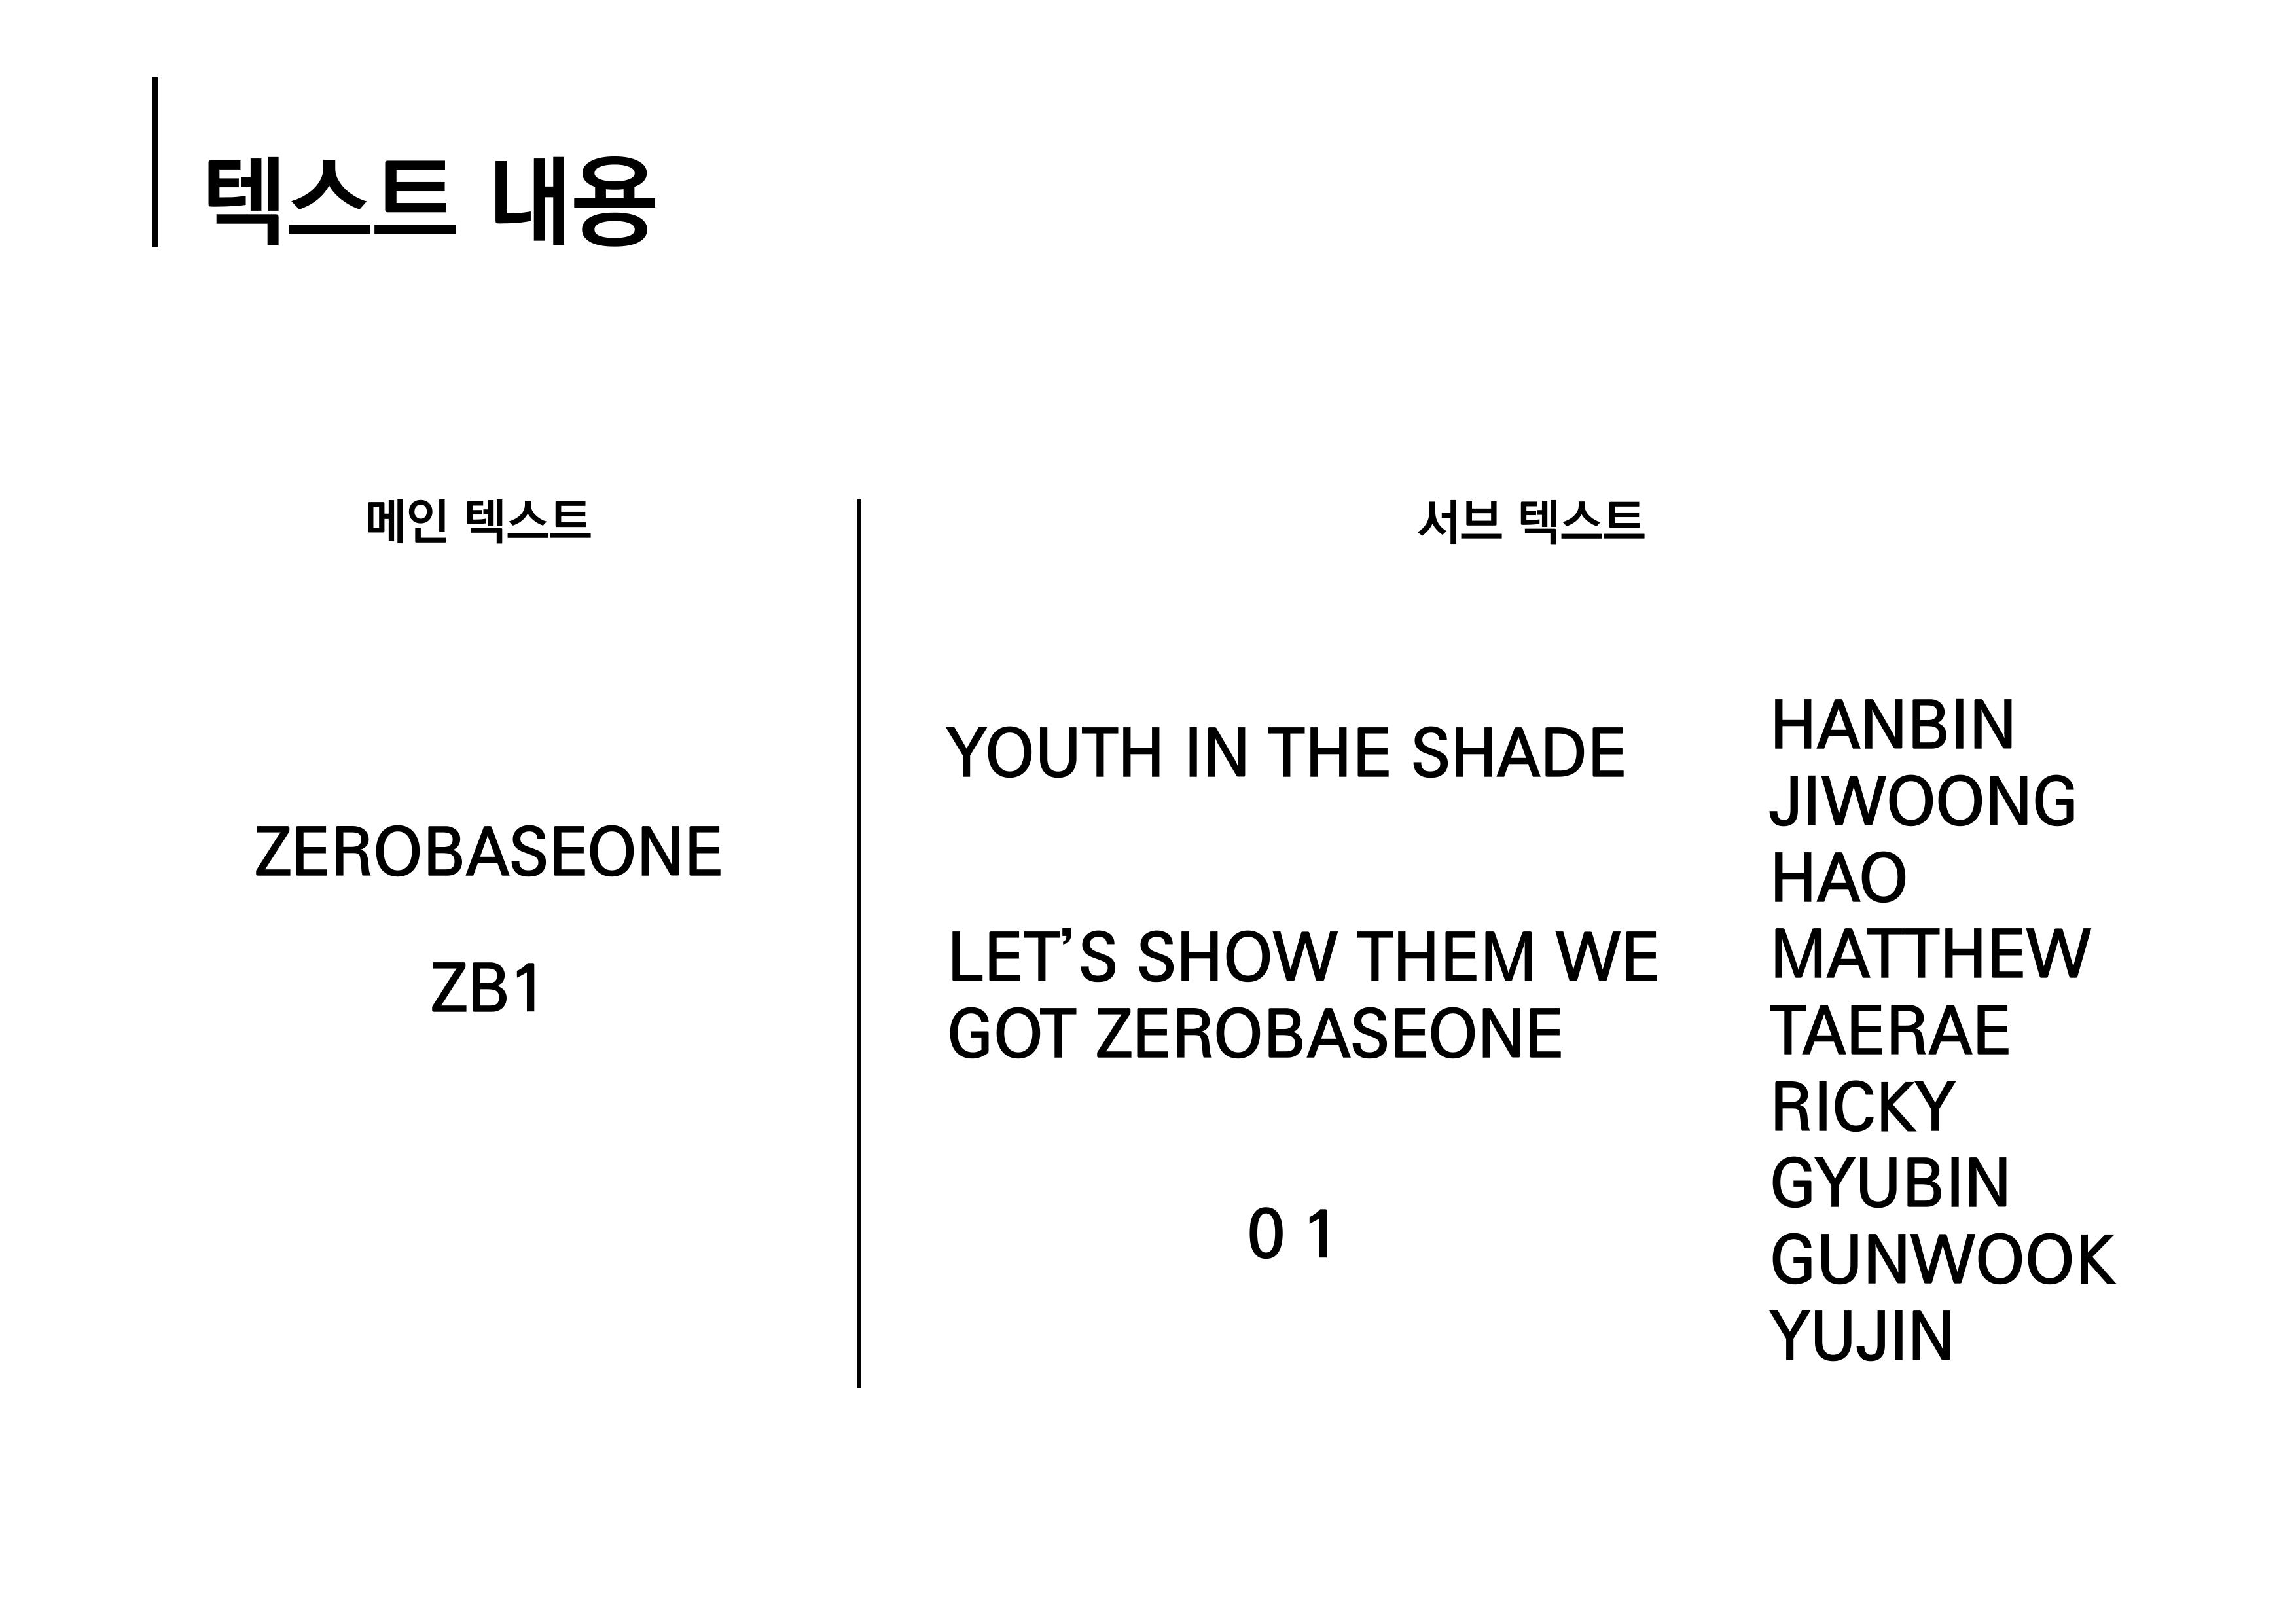 텍스트 내용
메인 텍스트
ZEROBASEONE
ZB1
서브 텍스트
YOUTH IN THE SHADE
LET’S SHOW THEM WE
GOT ZEROBASEONE
0 1
HANBIN
JIWOONG
HAO
MATTHEW
TAERAE
RICKY
GYUBIN
GUNWOOK
YUJIN